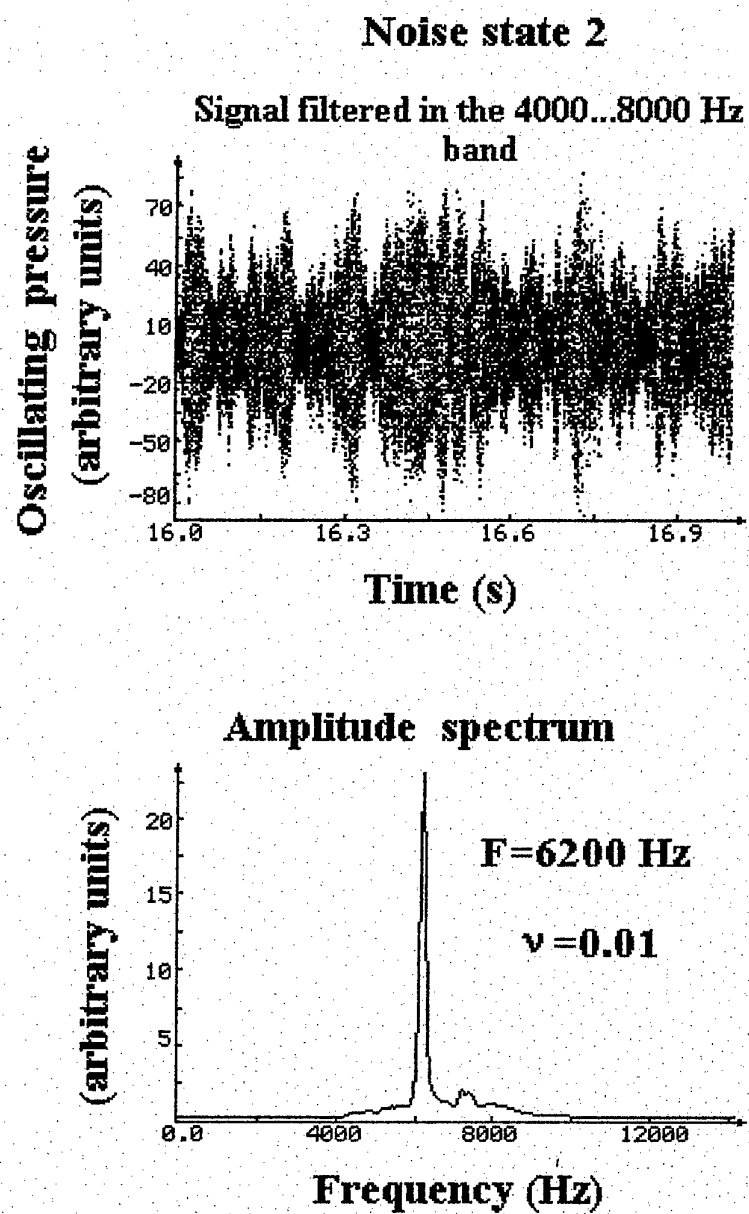 Noise state 2
Signal filtered in the 4000...8000 Hz
band
Oscillating pressure
(arbitrary units)
70
40
10
-20
-50
-80
16.0 16.3 16.6 16.9
Time (s)
Amplitude spectrum
(arbitrary units)
20
15
10
5
F=6200 Hz
ν=0.01
0.0 4000 8000 12000
Frequency (Hz)